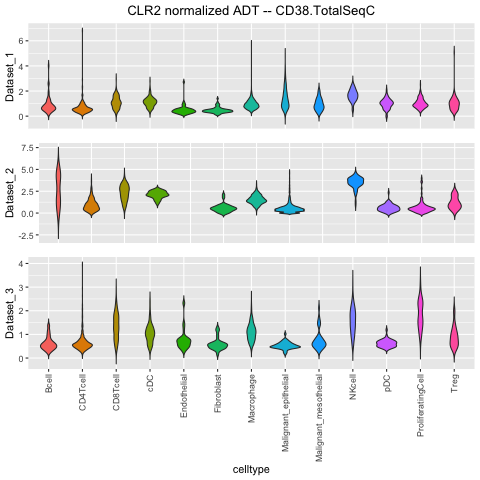 CLR2 normalized ADT -- CD38.TotalSeqC
Dataset_1
6
4
2
0
Dataset_2
7.5
5.0
2.5
0.0
-2.5
Dataset_3
4
3
2
1
0
Bcell
CD4Tcell
CD8Tcell
cDC
Endothelial
Fibroblast
Macrophage
Malignant_epithelial
Malignant_mesothelial
NKcell
pDC
ProliferatingCell
Treg
celltype